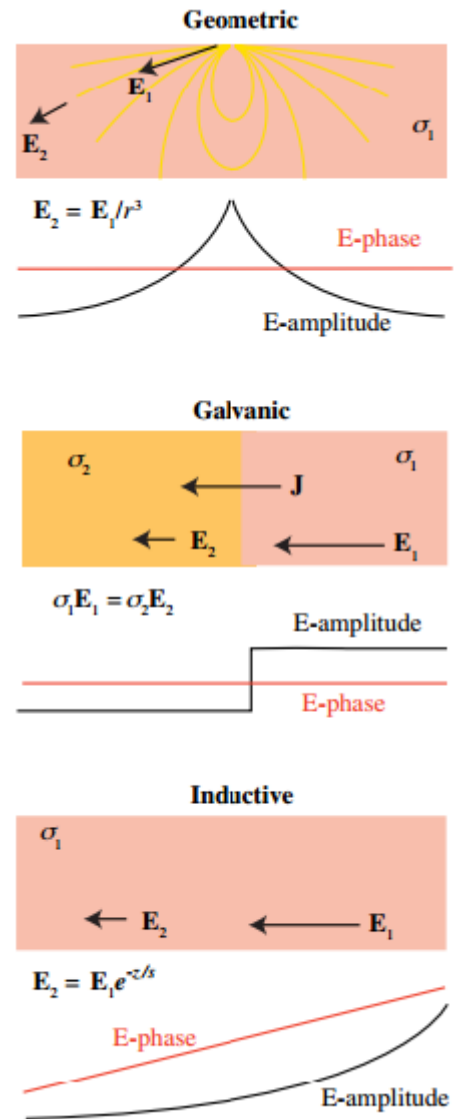 Geometric
E₁
E₂
σ₁
E₂ = E₁/r³
E-phase
E-amplitude
Galvanic
σ₂
σ₁
J
E₂
E₁
σ₁E₁ = σ₂E₂
E-amplitude
E-phase
Inductive
σ₁
E₂
E₁
E₂ = E₁e⁻ᶻ/ˢ
E-phase
E-amplitude